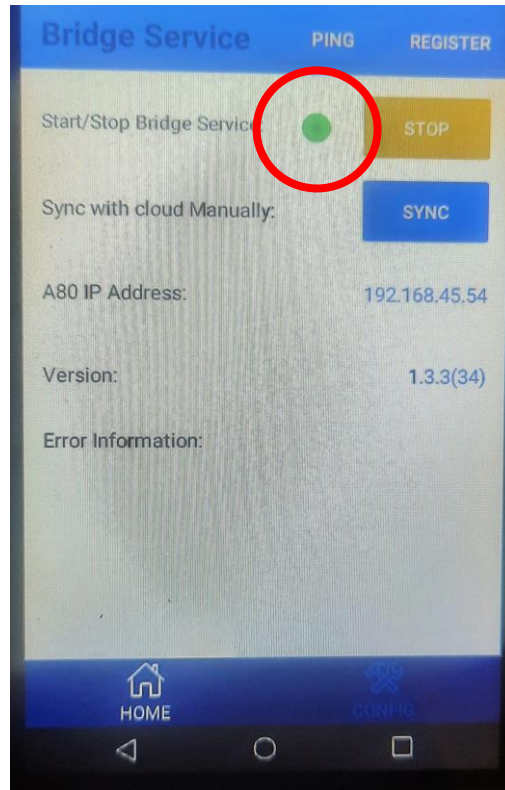 Bridge Service PING REGISTER
Start/Stop Bridge Service: STOP
Sync with cloud Manually: SYNC
A80 IP Address: 192.168.45.54
Version: 1.3.3(34)
Error Information:
HOME CONFIG